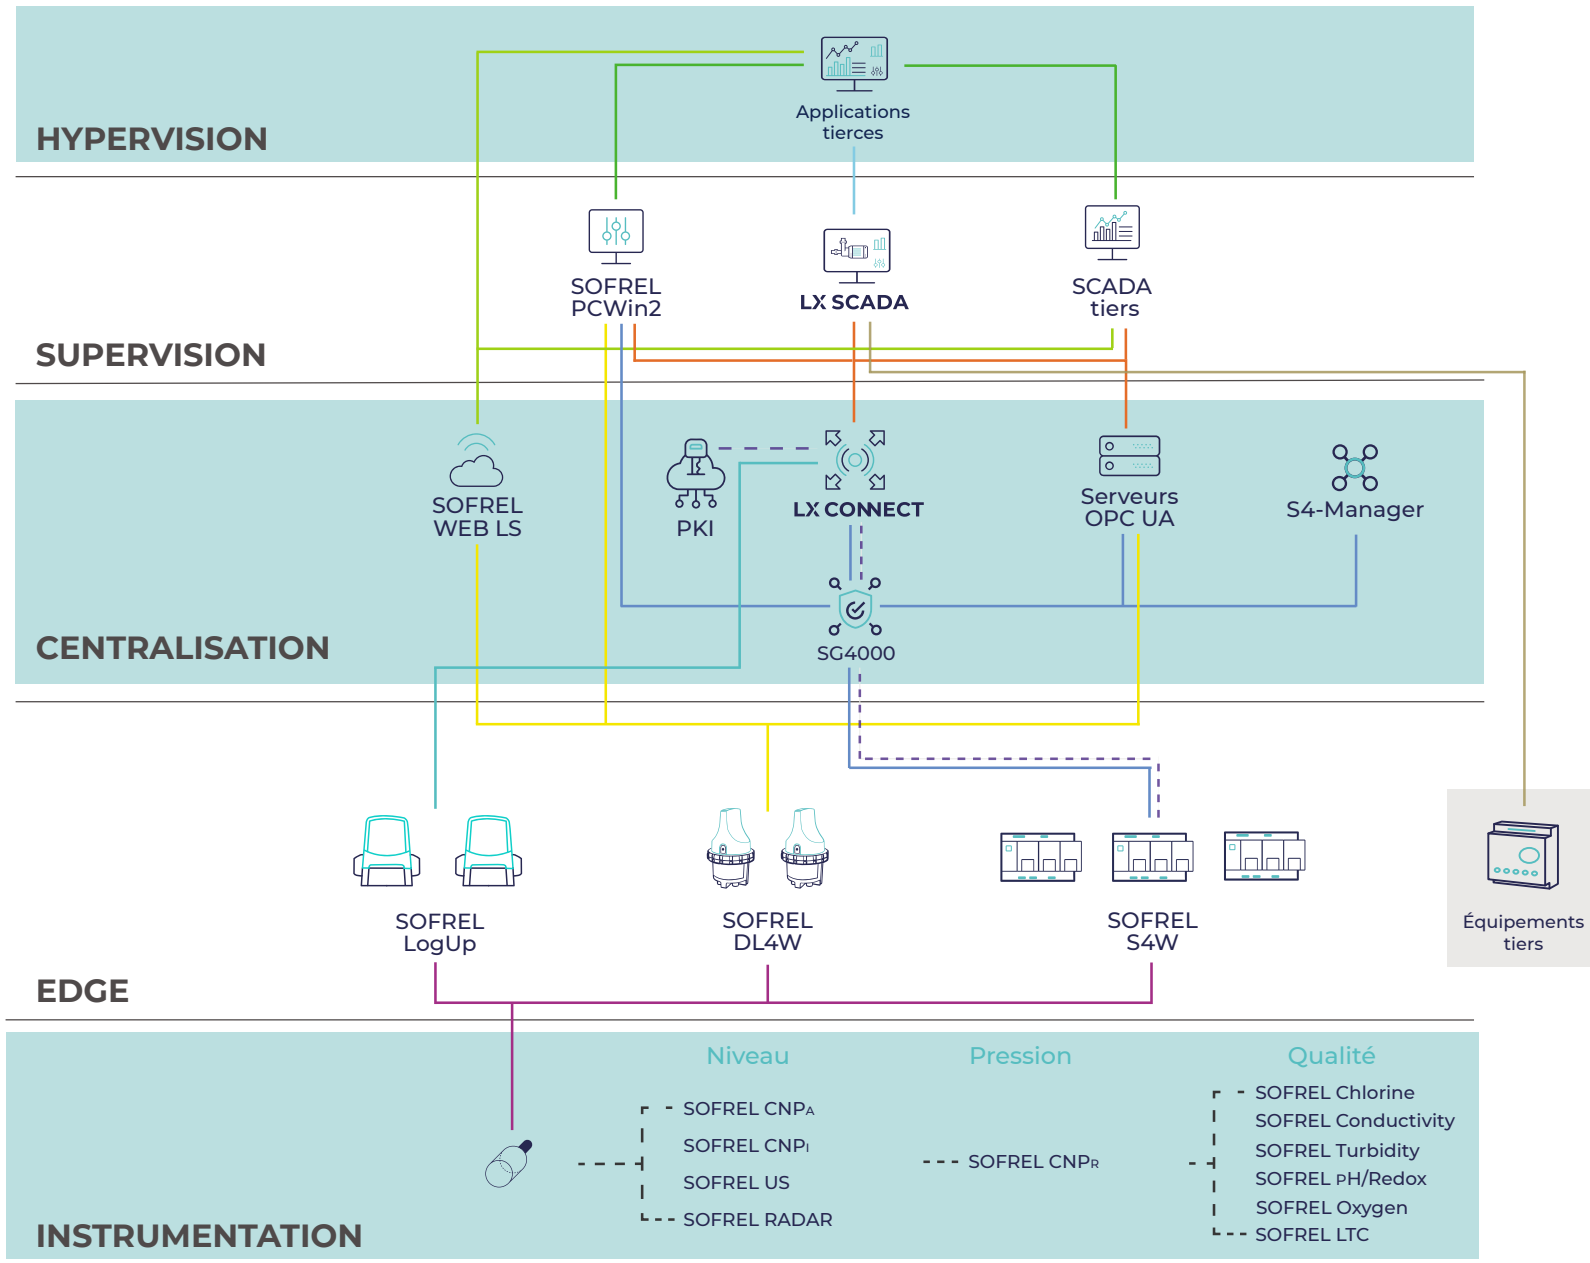 Applications
tierces
HYPERVISION
SOFREL
PCWin2
LX SCADA
SCADA
tiers
SUPERVISION
SOFREL
WEB LS
PKI
LX CONNECT
Serveurs
OPC UA
S4-Manager
SG4000
CENTRALISATION
SOFREL
LogUp
SOFREL
DL4W
SOFREL
S4W
Équipements
tiers
EDGE
Niveau
SOFREL CNPA
SOFREL CNPI
SOFREL US
SOFREL RADAR
Pression
SOFREL CNPR
Qualité
SOFREL Chlorine
SOFREL Conductivity
SOFREL Turbidity
SOFREL pH/Redox
SOFREL Oxygen
SOFREL LTC
INSTRUMENTATION